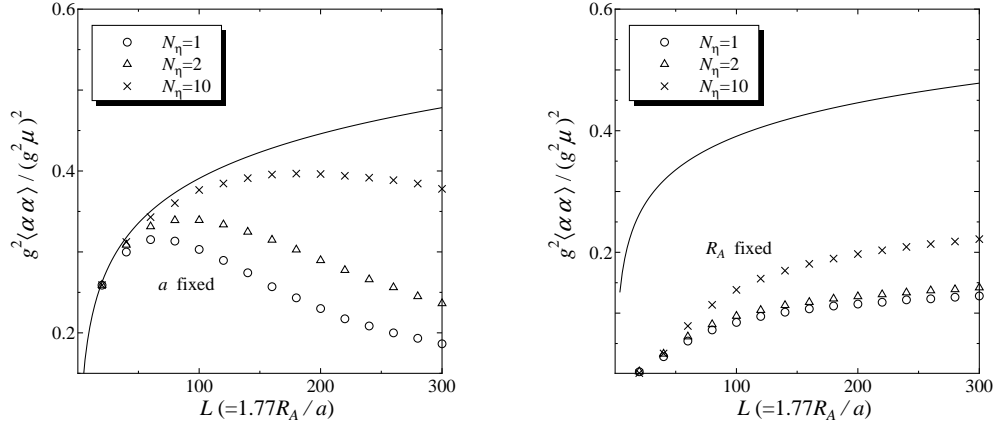 0.6
0.4
0.2
g²⟨αα⟩ / (g²μ)²
N_η=1
N_η=2
N_η=10
a fixed
100
200
300
L (=1.77R_A / a)
0.6
0.4
0.2
g²⟨αα⟩ / (g²μ)²
N_η=1
N_η=2
N_η=10
R_A fixed
100
200
300
L (=1.77R_A / a)